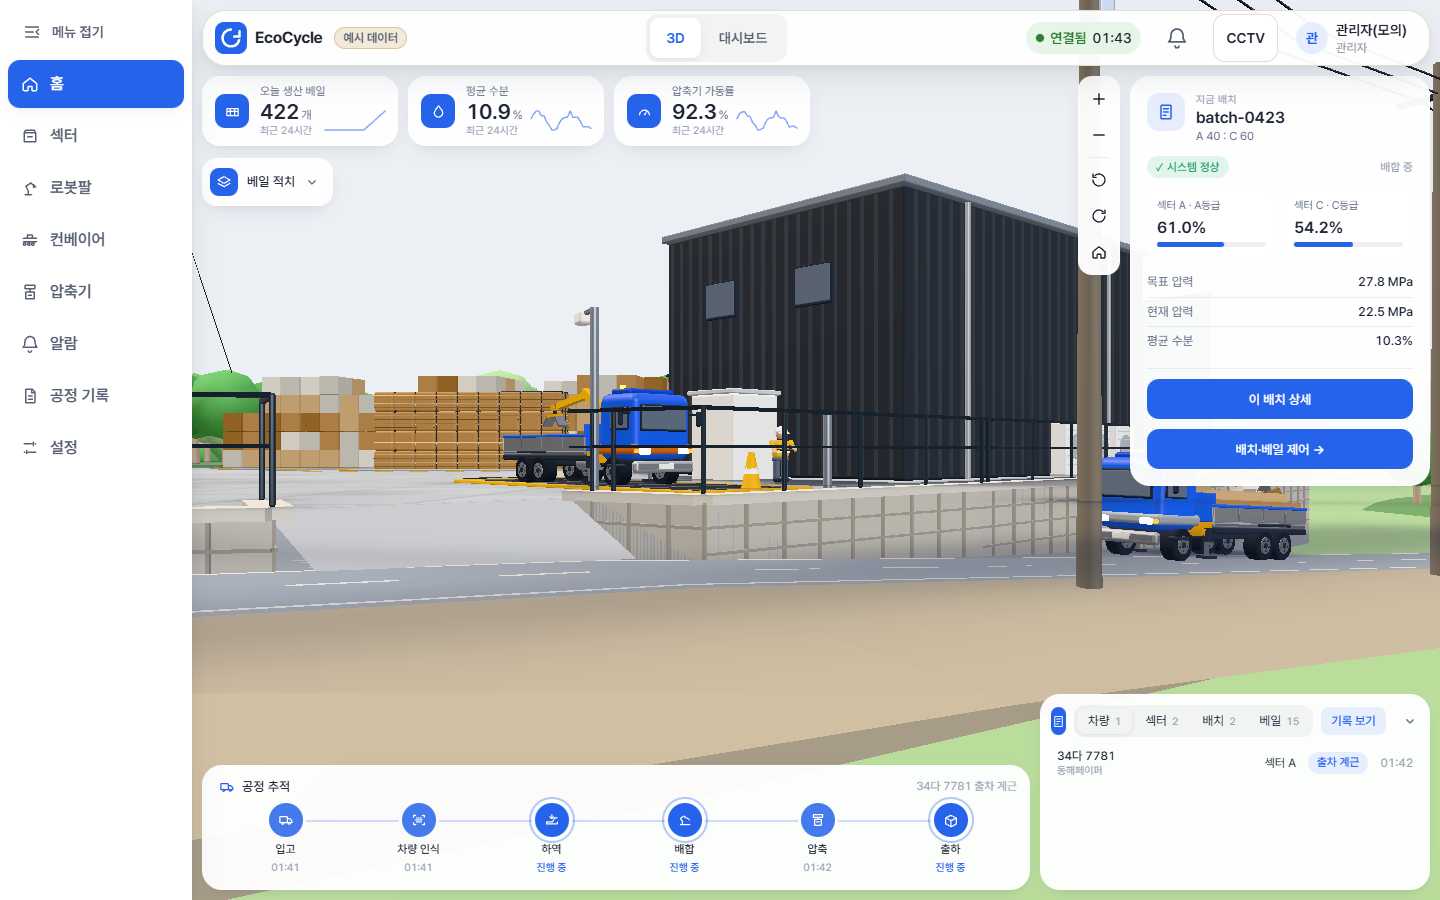 메뉴 접기
홈
섹터
로봇팔
컨베이어
압축기
알람
공정 기록
설정
EcoCycle
예시 데이터
3D
대시보드
연결됨 01:43
CCTV
관
관리자(모의)
관리자
오늘 생산 베일
422개
최근 24시간
평균 수분
10.9%
최근 24시간
압축기 가동률
92.3%
최근 24시간
베일 적치
지금 배치
batch-0423
A 40 : C 60
✓ 시스템 정상
배합 중
섹터 A · A등급
61.0%
섹터 C · C등급
54.2%
목표 압력 27.8 MPa
현재 압력 22.5 MPa
평균 수분 10.3%
이 배치 상세
배치·베일 제어 →
공정 추적
34다 7781 출차 계근
입고
01:41
차량 인식
01:41
하역
진행 중
배합
진행 중
압축
01:42
출하
진행 중
차량 1
섹터 2
배치 2
베일 15
기록 보기
34다 7781
동해페이퍼
섹터 A
출차 계근
01:42